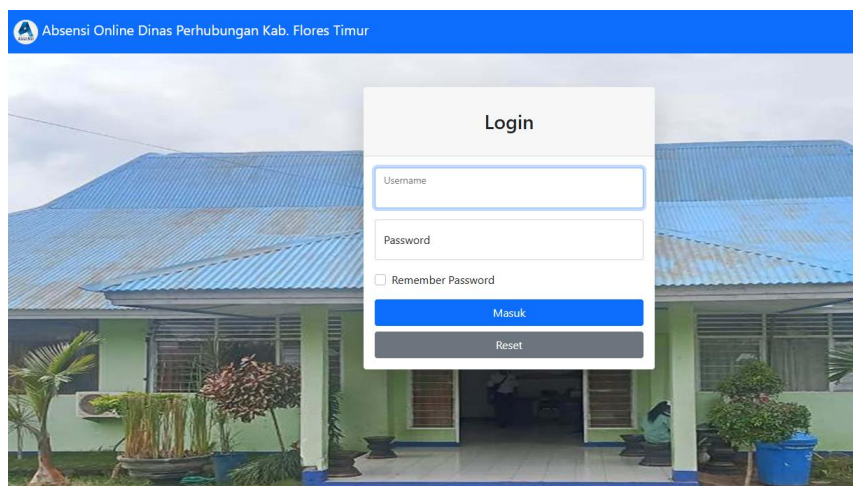 Absensi Online Dinas Perhubungan Kab. Flores Timur
Login
Username
Password
Remember Password
Masuk
Reset